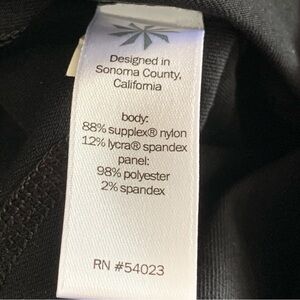 Designed in
Sonoma County,
California
body:
88% supplex® nylon
12% lycra® spandex
panel:
98% polyester
2% spandex
RN #54023